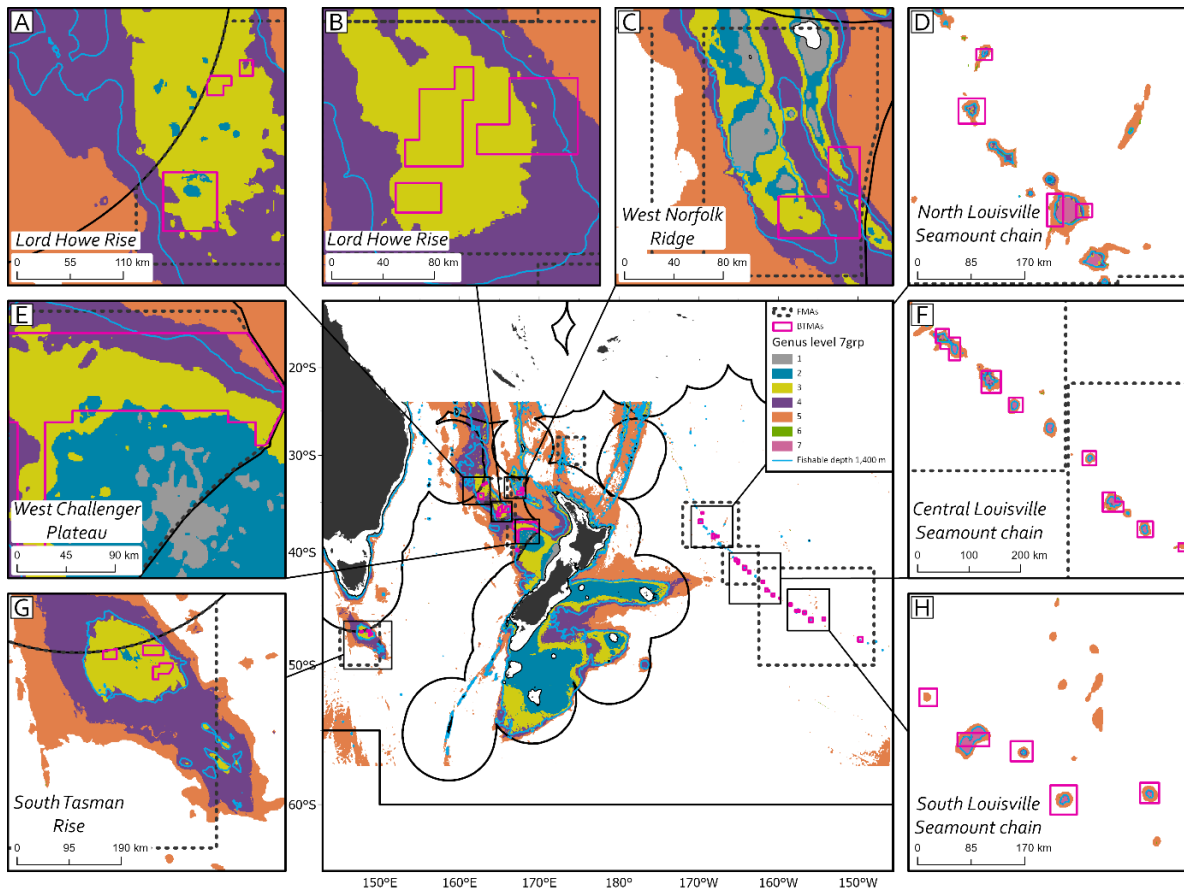 A
Lord Howe Rise
0 55 110 km
B
Lord Howe Rise
0 40 80 km
C
West Norfolk
Ridge
0 40 80 km
D
North Louisville
Seamount chain
0 85 170 km
E
West Challenger
Plateau
0 45 90 km
F
Central Louisville
Seamount chain
0 100 200 km
G
South Tasman
Rise
0 95 190 km
H
South Louisville
Seamount chain
0 85 170 km
FMAs
BTMAs
Genus level 7grp
1
2
3
4
5
6
7
Fishable depth 1,400 m
20°S
30°S
40°S
50°S
60°S
150°E 160°E 170°E 180° 170°W 160°W 150°W